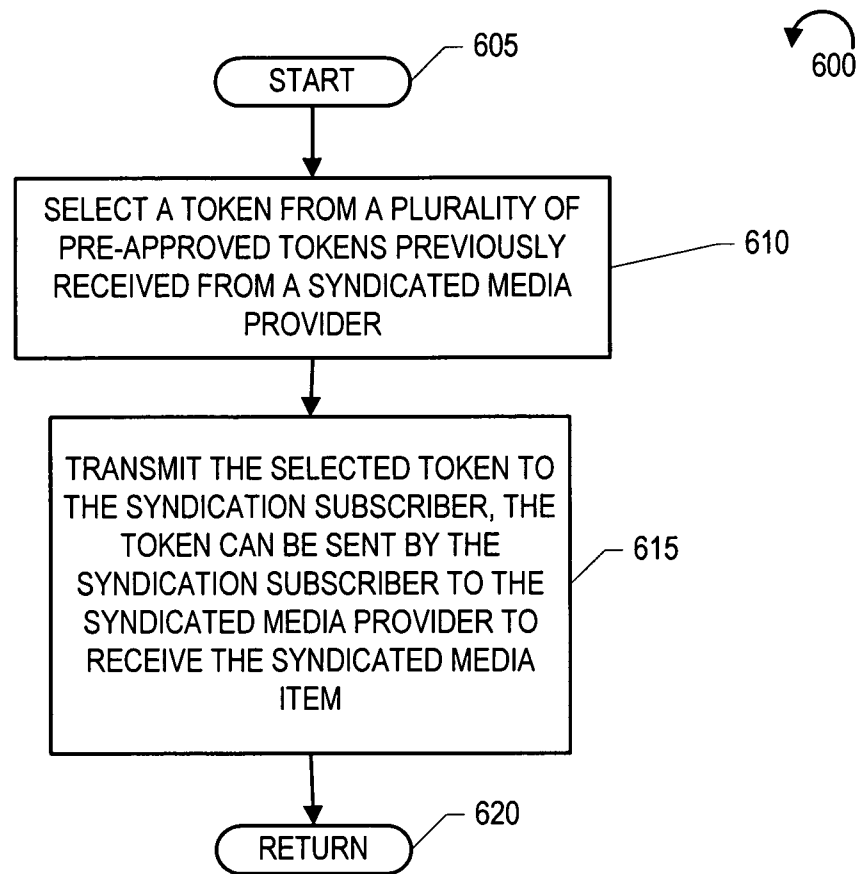 605
START
600
SELECT A TOKEN FROM A PLURALITY OF
PRE-APPROVED TOKENS PREVIOUSLY
RECEIVED FROM A SYNDICATED MEDIA
PROVIDER
610
TRANSMIT THE SELECTED TOKEN TO
THE SYNDICATION SUBSCRIBER, THE
TOKEN CAN BE SENT BY THE
SYNDICATION SUBSCRIBER TO THE
SYNDICATED MEDIA PROVIDER TO
RECEIVE THE SYNDICATED MEDIA
ITEM
615
620
RETURN